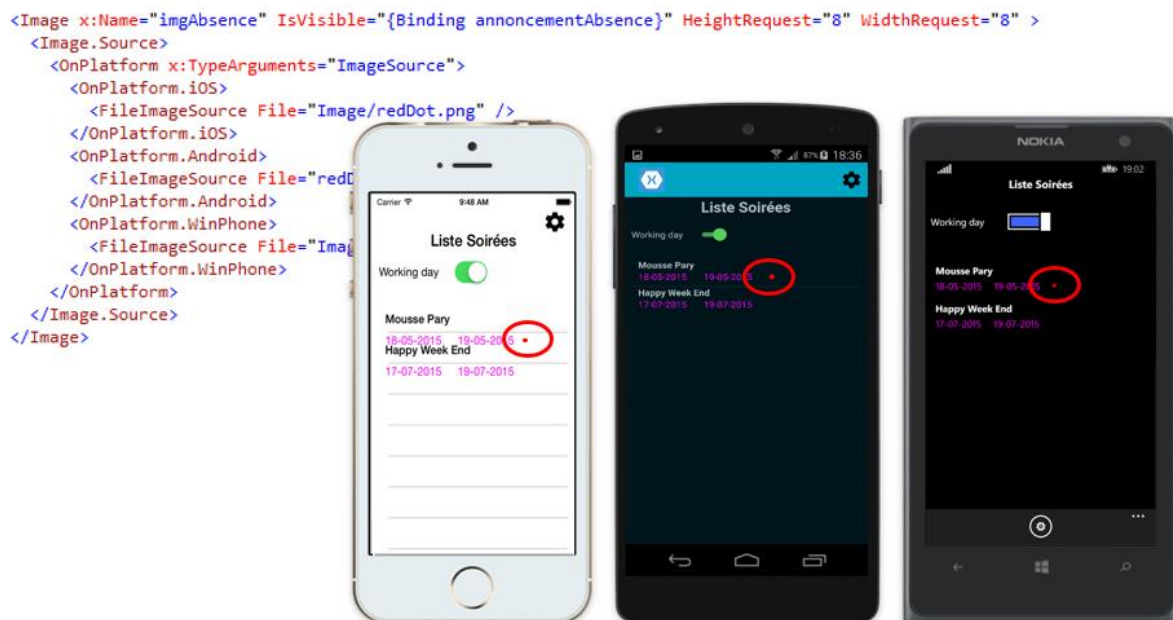 <Image x:Name="imgAbsence" IsVisible="{Binding annoncementAbsence}" HeightRequest="8" WidthRequest="8" >
<Image.Source>
<OnPlatform x:TypeArguments="ImageSource">
<OnPlatform.iOS>
<FileImageSource File="Image/redDot.png" />
</OnPlatform.iOS>
<OnPlatform.Android>
<FileImageSource File="red
</OnPlatform.Android>
<OnPlatform.WinPhone>
<FileImageSource File="Imag
</OnPlatform.WinPhone>
</OnPlatform>
</Image.Source>
</Image>
Carrier 9:48 AM
Liste Soirées
Working day
Mousse Pary
18-05-2015 19-05-2015
Happy Week End
17-07-2015 19-07-2015
87% 18:36
Liste Soirées
Working day
Mousse Pary
18-05-2015 19-05-2015
Happy Week End
17-07-2015 19-07-2015
NOKIA
19:02
Liste Soirées
Working day
Mousse Pary
18-05-2015 19-05-2015
Happy Week End
17-07-2015 19-07-2015